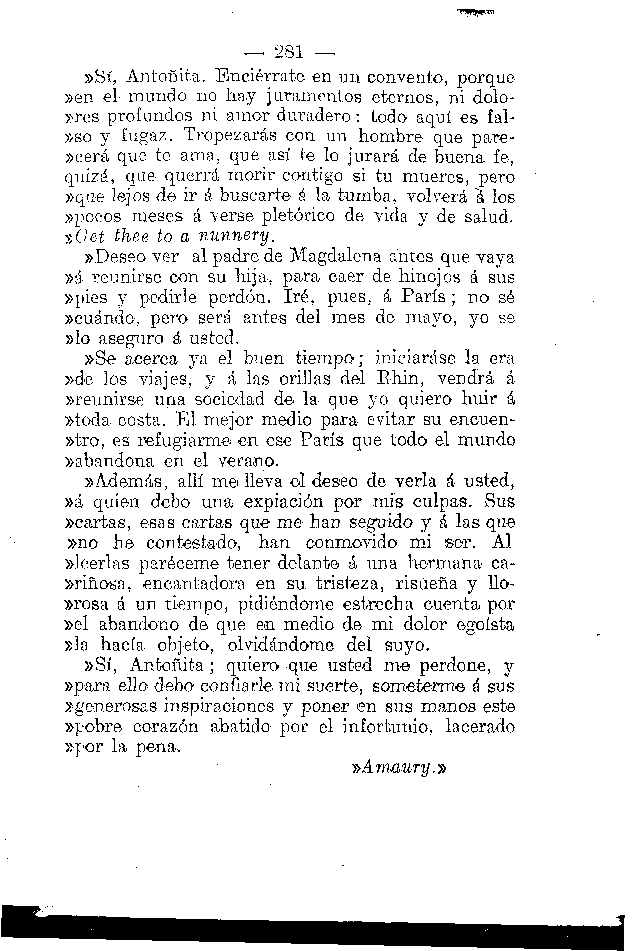 — 281 —
»Sí, Antoñita. Enciérrate en un convento, porque
»en el mundo no hay juramentos eternos, ni dolo-
»res profundos ni amor duradero: todo aquí es fal-
»so y fugaz. Tropezarás con un hombre que pare-
»cerá que te ama, que así te lo jurará de buena fe,
quizá, que querrá morir contigo si tu mueres, pero
»que lejos de ir á buscarte á la tumba, volverá á los
»pocos meses á verse pletórico de vida y de salud.
»Get thee to a nunnery.
»Deseo ver al padre de Magdalena antes que vaya
»á reunirse con su hija, para caer de hinojos á sus
»pies y pedirle perdón. Iré, pues, á París; no sé
»cuándo, pero será antes del mes de mayo, yo se
»lo aseguro á usted.
»Se acerca ya el buen tiempo; iniciaráse la era
»de los viajes, y á las orillas del Rhin, vendrá á
»reunirse una sociedad de la que yo quiero huir á
»toda costa. El mejor medio para evitar su encuen-
»tro, es refugiarme en ese París que todo el mundo
»abandona en el verano.
»Además, allí me lleva el deseo de verla á usted,
»á quien debo una expiación por mis culpas. Sus
»cartas, esas cartas que me han seguido y á las que
»no he contestado, han conmovido mi ser. Al
»leerlas paréceme tener delante á una hermana ca-
»riñosa, encantadora en su tristeza, risueña y llo-
»rosa á un tiempo, pidiéndome estrecha cuenta por
»el abandono de que en medio de mi dolor egoísta
»la hacía objeto, olvidándome del suyo.
»Sí, Antoñita; quiero que usted me perdone, y
»para ello debo confiarle mi suerte, someterme á sus
»generosas inspiraciones y poner en sus manos este
»pobre corazón abatido por el infortunio, lacerado
»por la pena.
»Amaury.»